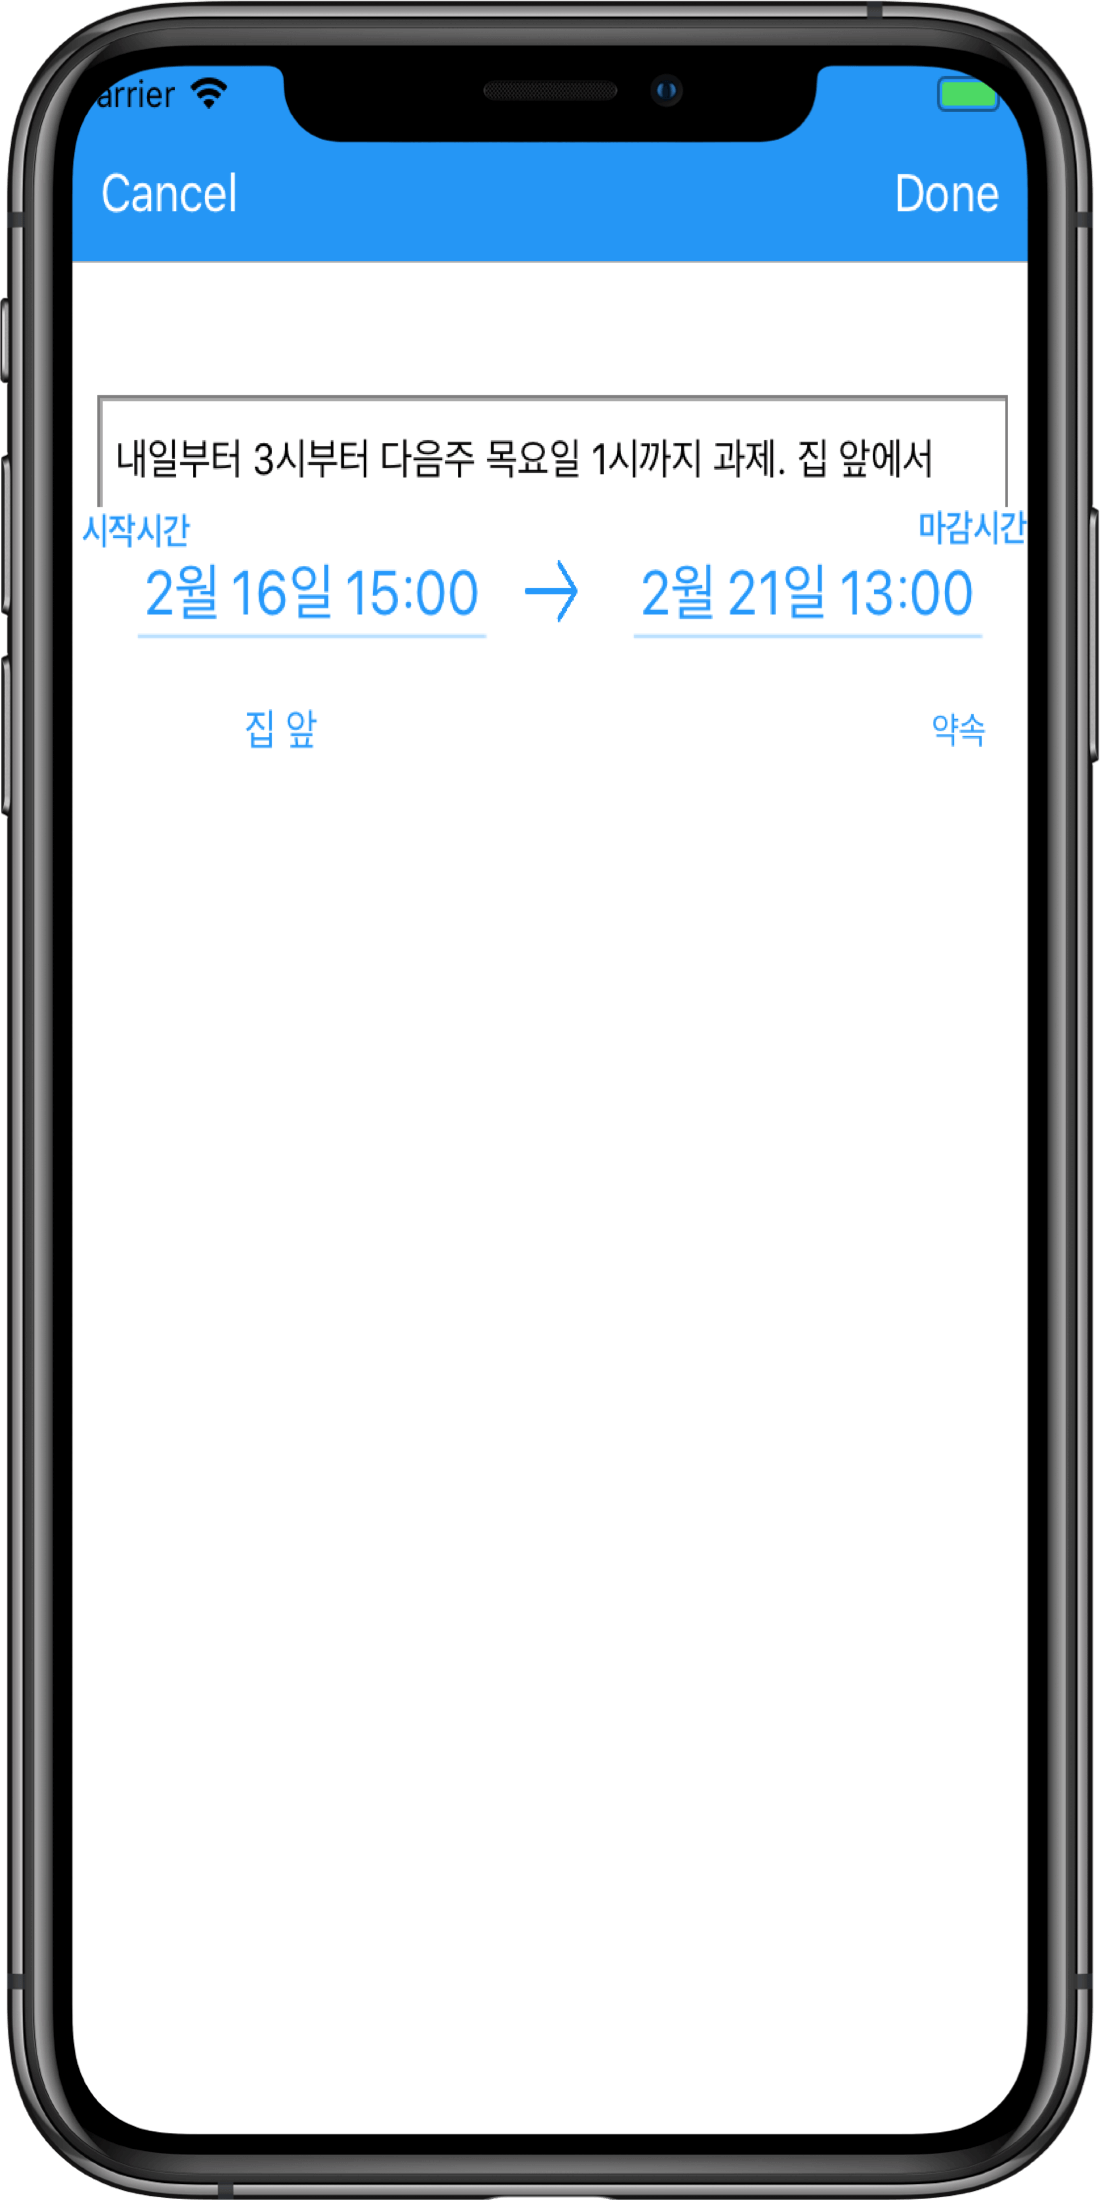 arrier
Cancel Done
내일부터 3시부터 다음주 목요일 1시까지 과제. 집 앞에서
시작시간 마감시간
2월 16일 15:00 → 2월 21일 13:00
집 앞 약속